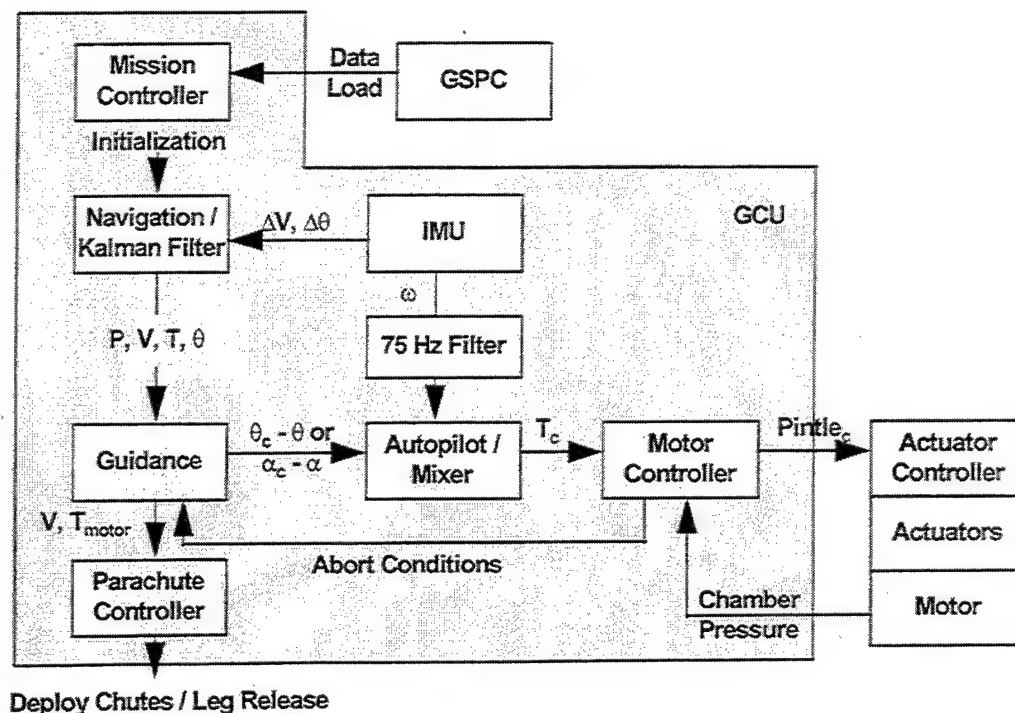 Mission
Controller
Data
Load
GSPC
Initialization
Navigation /
Kalman Filter
ΔV, Δθ
IMU
GCU
ω
P, V, T, θ
75 Hz Filter
Guidance
θc - θ or
αc - α
Autopilot /
Mixer
Tc
Motor
Controller
Pintlec
Actuator
Controller
V, Tmotor
Abort Conditions
Actuators
Parachute
Controller
Chamber
Pressure
Motor
Deploy Chutes / Leg Release